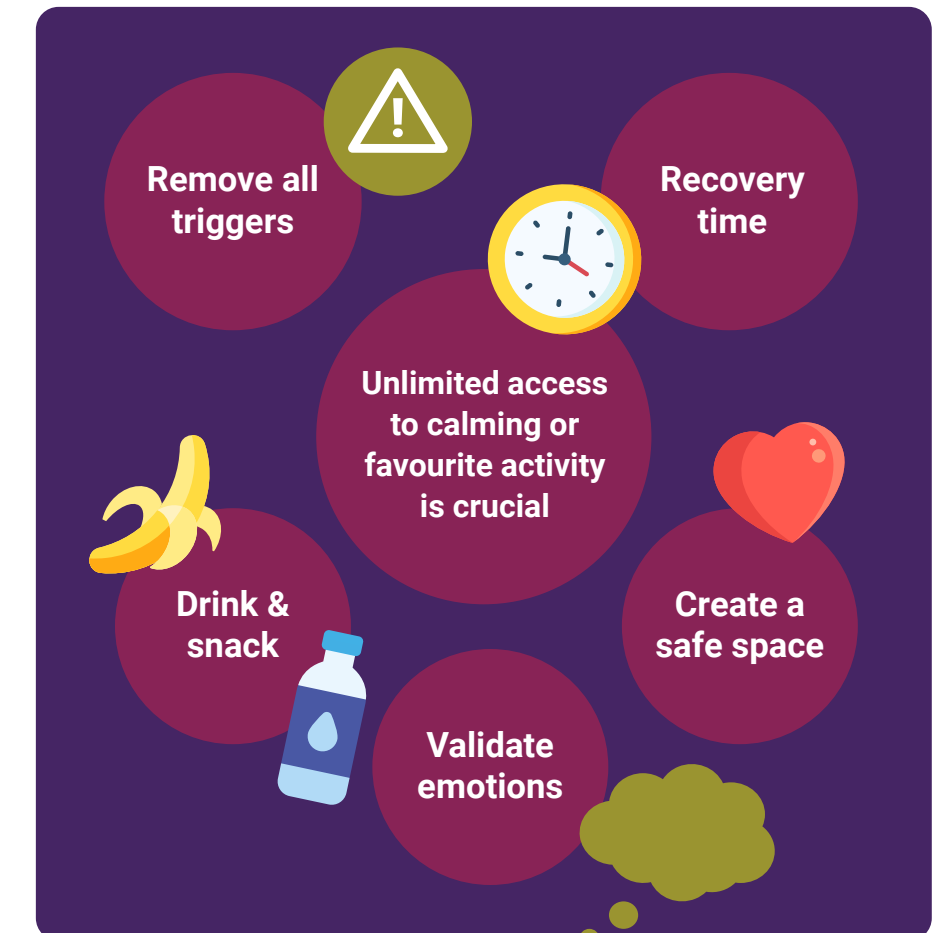 Remove all
triggers
Recovery
time
Unlimited access
to calming or
favourite activity
is crucial
Drink &
snack
Create a
safe space
Validate
emotions